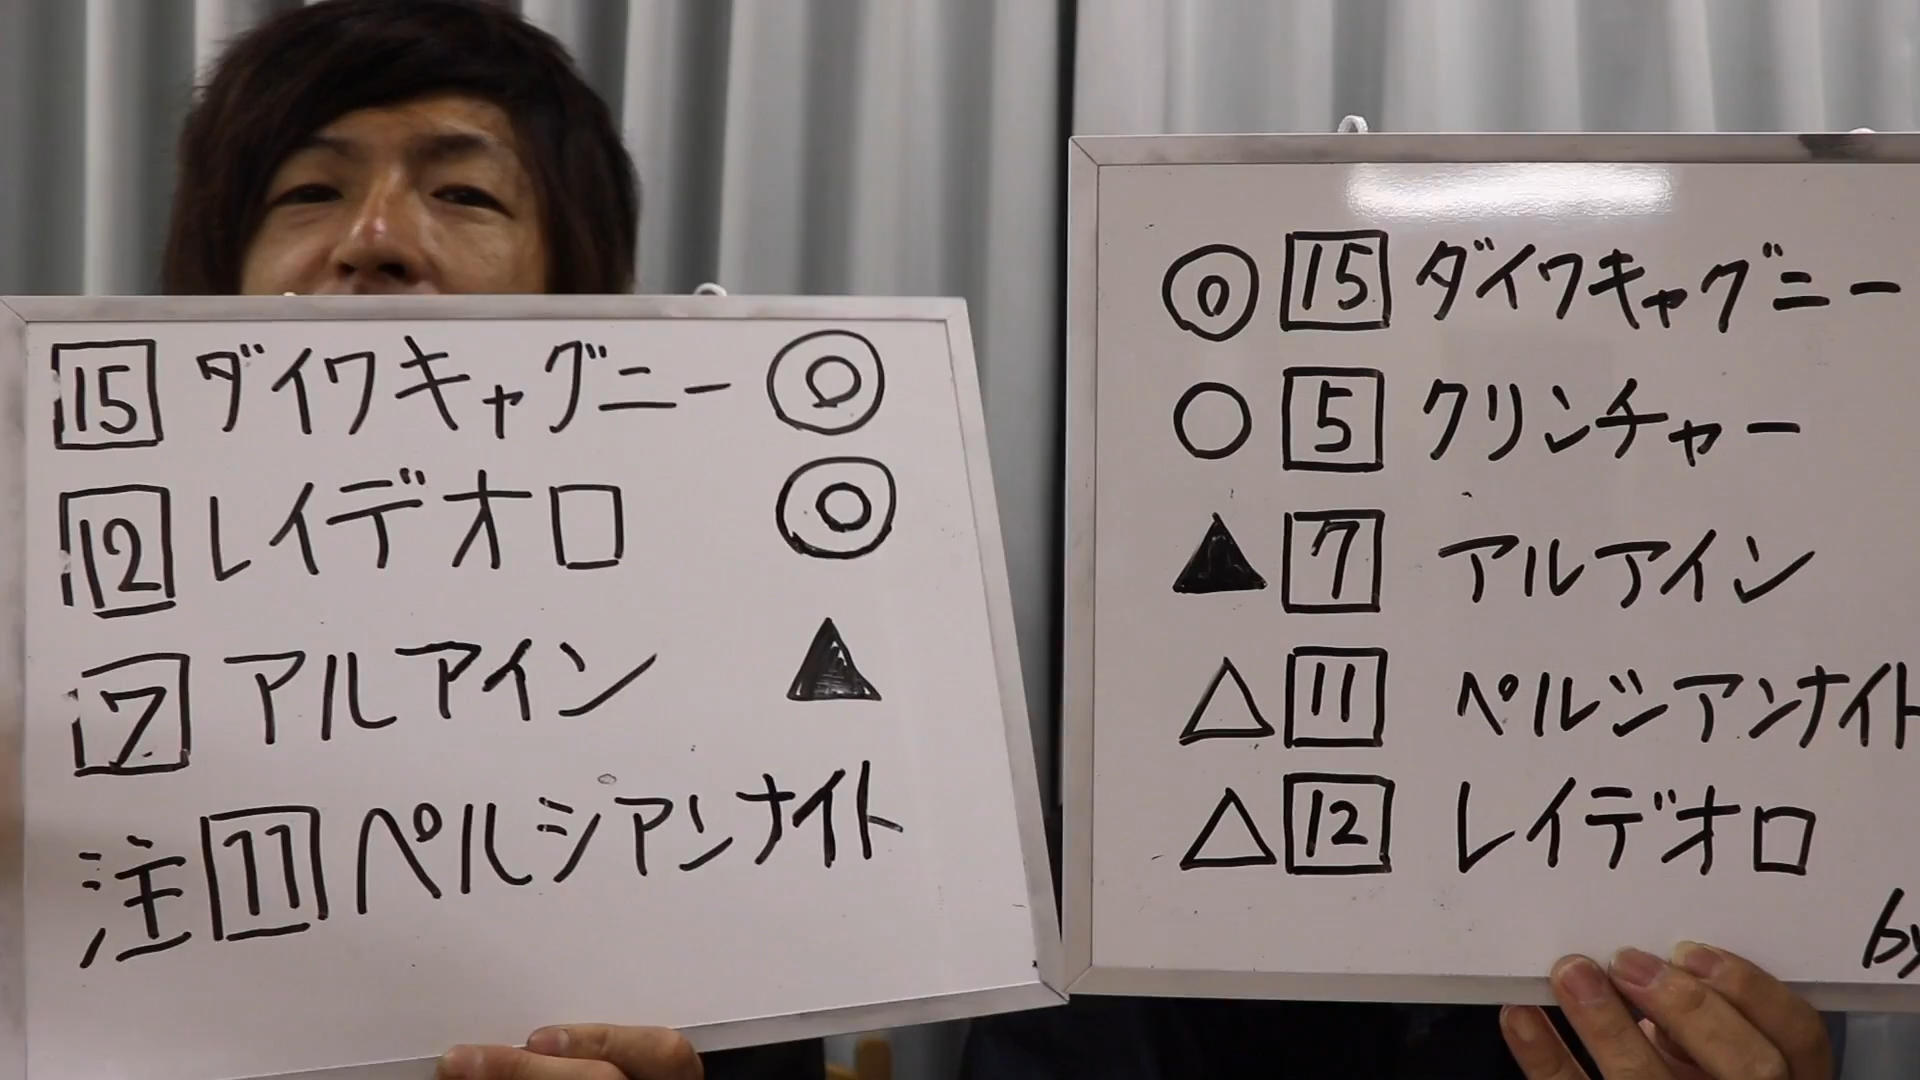 15 ダイワキャグニー ◎
12 レイデオロ ◎
7 アルアイン ▲
注 11 ペルシアンナイト
◎ 15 ダイワキャグニー
○ 5 クリンチャー
▲ 7 アルアイン
△ 11 ペルシアンナイト
△ 12 レイデオロ
by